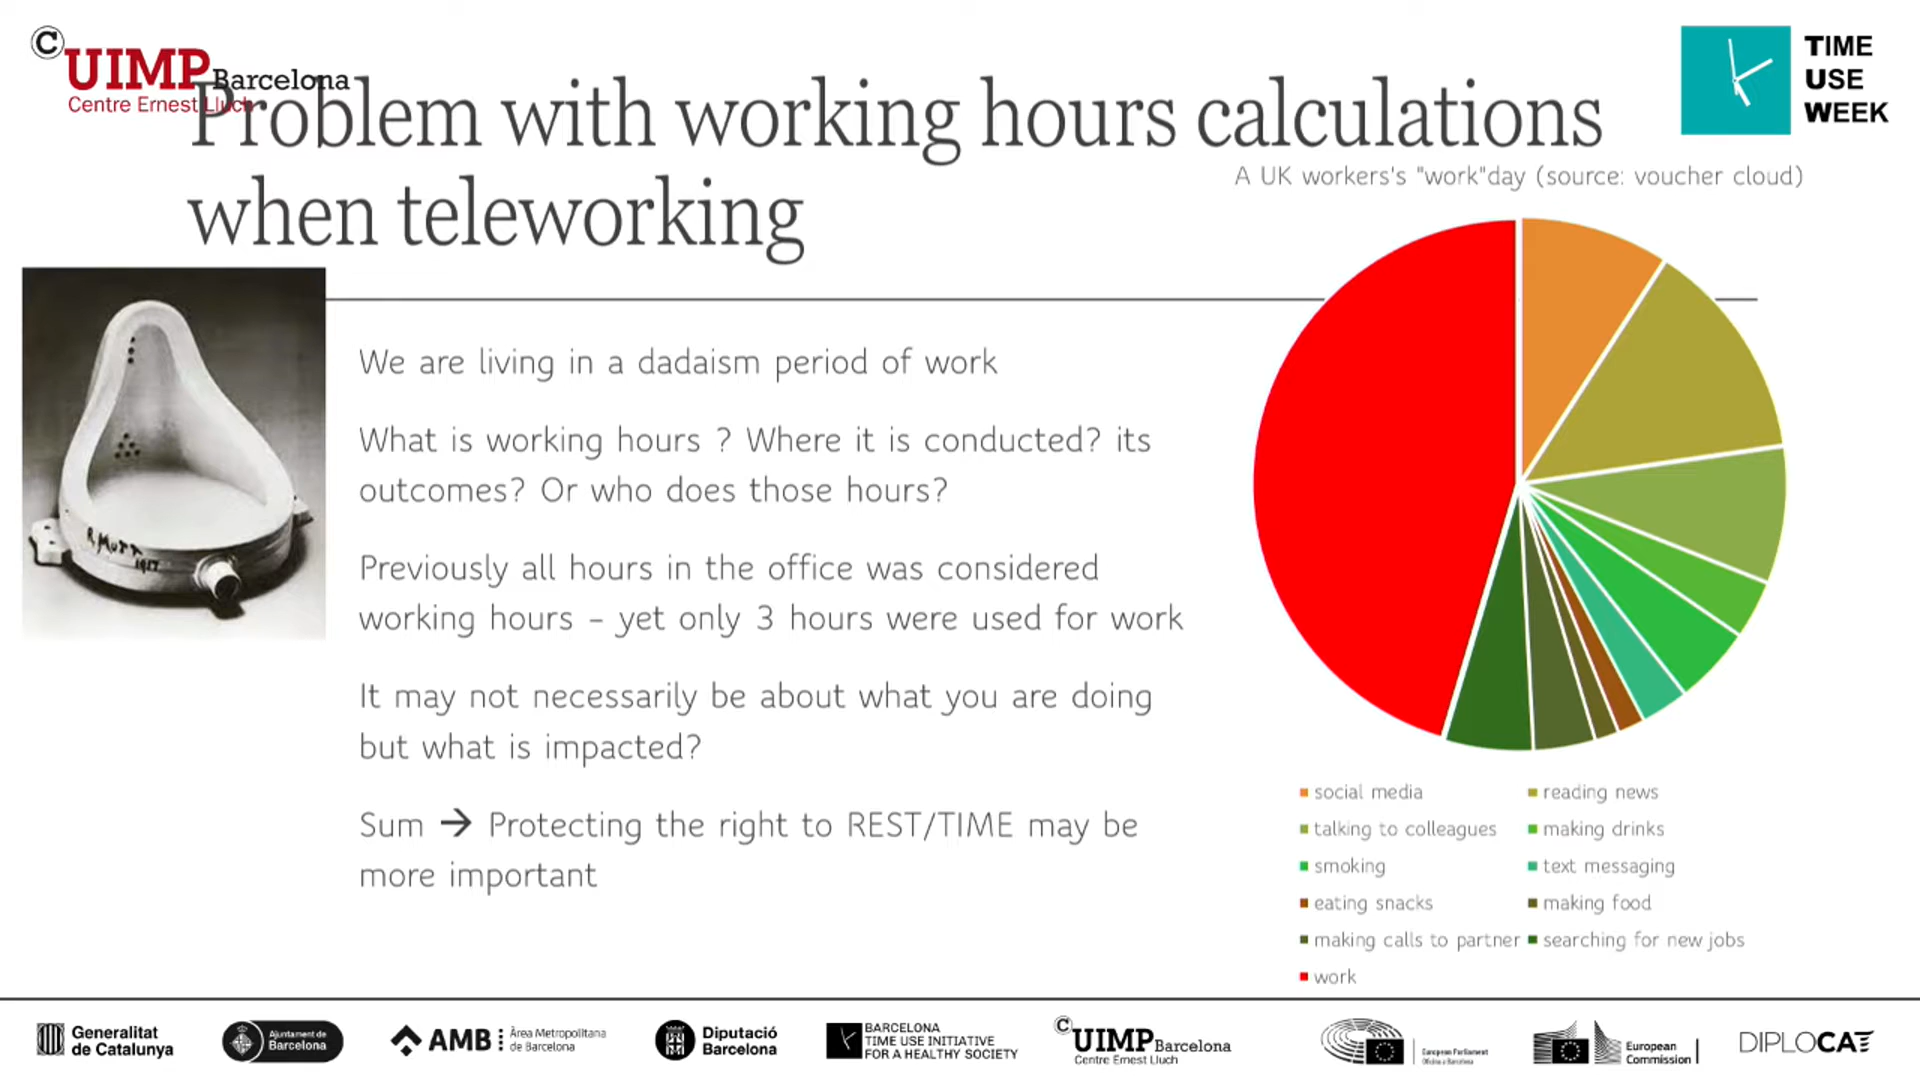 ©UIMP Barcelona
Centre Ernest Lluch
TIME
USE
WEEK
Problem with working hours calculations
when teleworking
A UK workers's "work"day (source: voucher cloud)
R. MUTT
1917
We are living in a dadaism period of work
What is working hours ? Where it is conducted? its
outcomes? Or who does those hours?
Previously all hours in the office was considered
working hours – yet only 3 hours were used for work
It may not necessarily be about what you are doing
but what is impacted?
Sum → Protecting the right to REST/TIME may be
more important
social media
reading news
talking to colleagues
making drinks
smoking
text messaging
eating snacks
making food
making calls to partner
searching for new jobs
work
Generalitat
de Catalunya
Ajuntament de
Barcelona
AMB Àrea Metropolitana
de Barcelona
Diputació
Barcelona
BARCELONA
TIME USE INITIATIVE
FOR A HEALTHY SOCIETY
©UIMP Barcelona
Centre Ernest Lluch
European Parliament
Oficina a Barcelona
European
Commission
DIPLOCAT